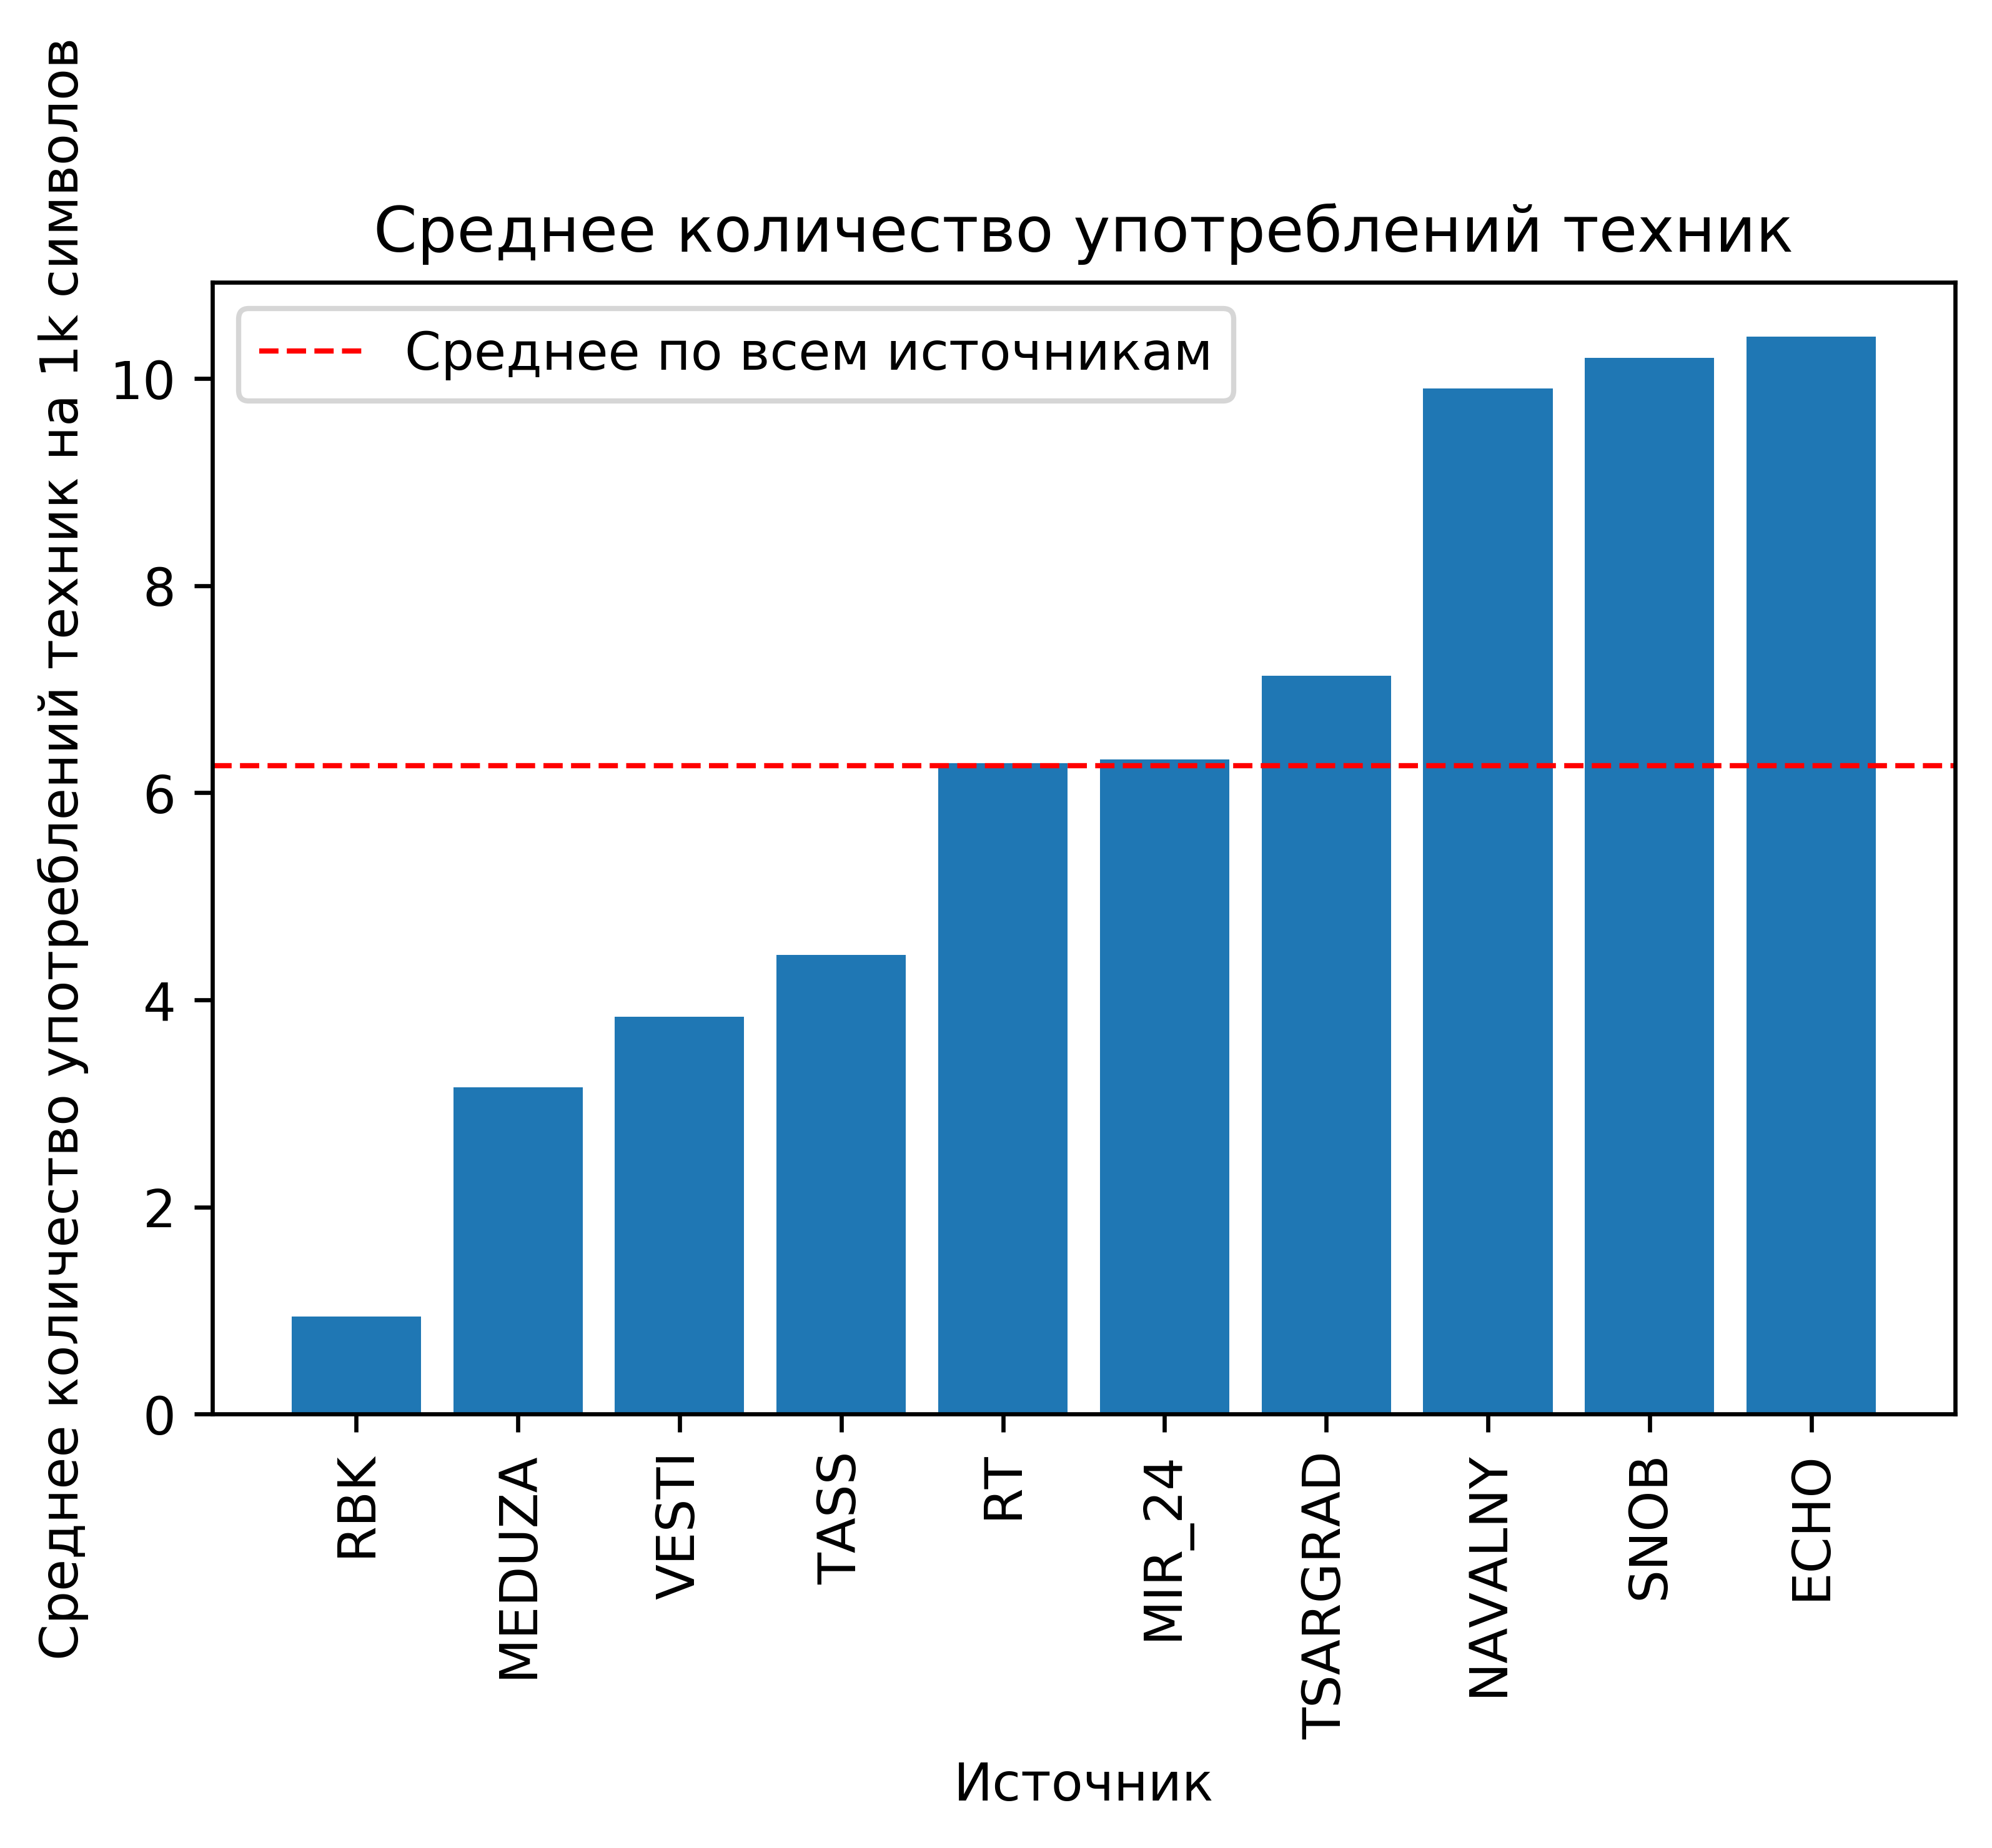 Среднее количество употреблений техник
Среднее количество употреблений техник на 1k символов
Среднее по всем источникам
10
8
6
4
2
0
RBK
MEDUZA
VESTI
TASS
RT
MIR_24
TSARGRAD
NAVALNY
SNOB
ECHO
Источник